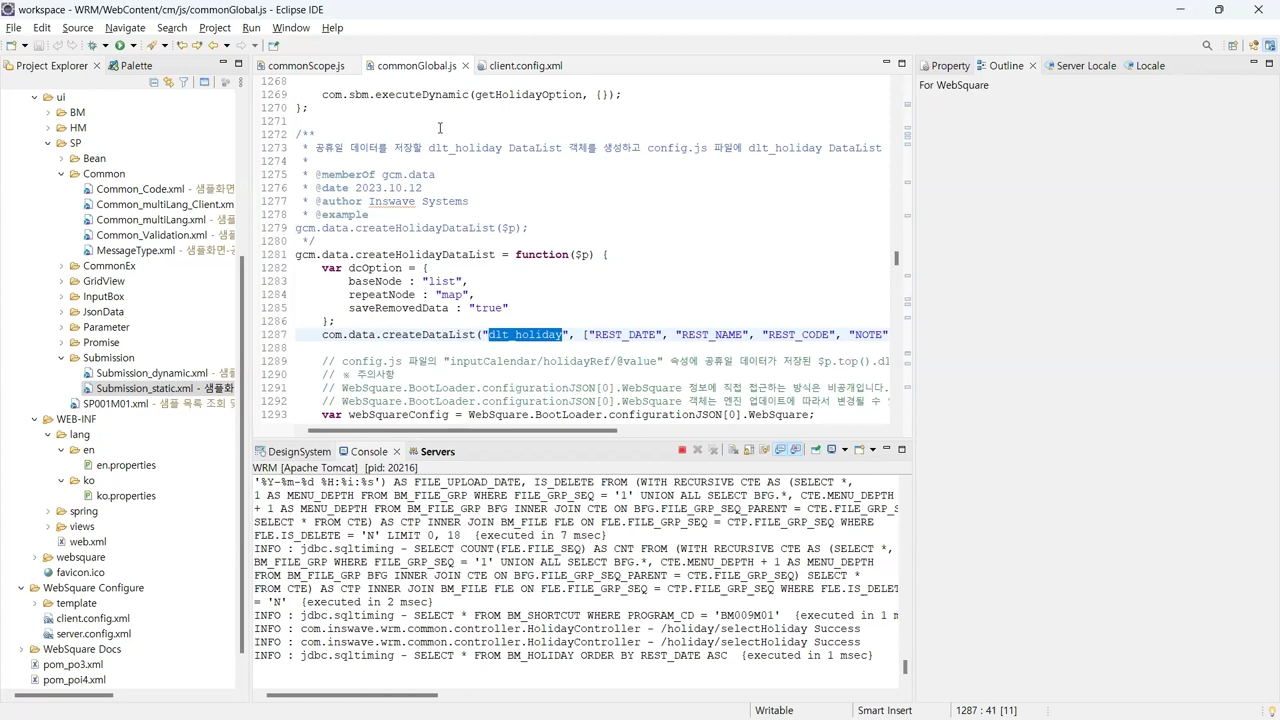 workspace - WRM/WebContent/cm/js/commonGlobal.js - Eclipse IDE
File Edit Source Navigate Search Project Run Window Help
Project Explorer
Palette
ui
BM
HM
SP
Bean
Common
Common_Code.xml - 샘플화면
Common_multiLang_Client.xm
Common_multiLang.xml - 샘플
Common_Validation.xml - 샘플
MessageType.xml - 샘플화면-공
CommonEx
GridView
InputBox
JsonData
Parameter
Promise
Submission
Submission_dynamic.xml - 샘플
Submission_static.xml - 샘플화
SP001M01.xml - 샘플 목록 조회 및
WEB-INF
lang
en
en.properties
ko
ko.properties
spring
views
web.xml
websquare
favicon.ico
WebSquare Configure
template
client.config.xml
server.config.xml
WebSquare Docs
pom_po3.xml
pom_poi4.xml
commonScope.js
commonGlobal.js
client.config.xml
1268
1269 com.sbm.executeDynamic(getHolidayOption, {});
1270 };
1271
1272 /**
1273 * 공휴일 데이터를 저장할 dlt_holiday DataList 객체를 생성하고 config.js 파일에 dlt_holiday DataList
1274 *
1275 * @memberOf gcm.data
1276 * @date 2023.10.12
1277 * @author Inswave Systems
1278 * @example
1279 gcm.data.createHolidayDataList($p);
1280 */
1281 gcm.data.createHolidayDataList = function($p) {
1282 var dcOption = {
1283 baseNode : "list",
1284 repeatNode : "map",
1285 saveRemovedData : "true"
1286 };
1287 com.data.createDataList("dlt_holiday", ["REST_DATE", "REST_NAME", "REST_CODE", "NOTE"
1288
1289 // config.js 파일의 "inputCalendar/holidayRef/@value" 속성에 공휴일 데이터가 저장된 $p.top().dl
1290 // ※ 주의사항
1291 // WebSquare.BootLoader.configurationJSON[0].WebSquare 정보에 직접 접근하는 방식은 비공개입니다.
1292 // WebSquare.BootLoader.configurationJSON[0].WebSquare 객체는 엔진 업데이트에 따라서 변경될 수
1293 var webSquareConfig = WebSquare.BootLoader.configurationJSON[0].WebSquare;
DesignSystem
Console
Servers
WRM [Apache Tomcat] [pid: 20216]
'%Y-%m-%d %H:%i:%s') AS FILE_UPLOAD_DATE, IS_DELETE FROM (WITH RECURSIVE CTE AS (SELECT *,
1 AS MENU_DEPTH FROM BM_FILE_GRP WHERE FILE_GRP_SEQ = '1' UNION ALL SELECT BFG.*, CTE.MENU_DEPTH
+ 1 AS MENU_DEPTH FROM BM_FILE_GRP BFG INNER JOIN CTE ON BFG.FILE_GRP_SEQ_PARENT = CTE.FILE_GRP_S
SELECT * FROM CTE) AS CTP INNER JOIN BM_FILE FLE ON FLE.FILE_GRP_SEQ = CTP.FILE_GRP_SEQ WHERE
FLE.IS_DELETE = 'N' LIMIT 0, 18 {executed in 7 msec}
INFO : jdbc.sqltiming - SELECT COUNT(FLE.FILE_SEQ) AS CNT FROM (WITH RECURSIVE CTE AS (SELECT *,
BM_FILE_GRP WHERE FILE_GRP_SEQ = '1' UNION ALL SELECT BFG.*, CTE.MENU_DEPTH + 1 AS MENU_DEPTH
FROM BM_FILE_GRP BFG INNER JOIN CTE ON BFG.FILE_GRP_SEQ_PARENT = CTE.FILE_GRP_SEQ) SELECT *
FROM CTE) AS CTP INNER JOIN BM_FILE FLE ON FLE.FILE_GRP_SEQ = CTP.FILE_GRP_SEQ WHERE FLE.IS_DELET
= 'N' {executed in 2 msec}
INFO : jdbc.sqltiming - SELECT * FROM BM_SHORTCUT WHERE PROGRAM_CD = 'BM009M01' {executed in 1 m
INFO : com.inswave.wrm.common.controller.HolidayController - /holiday/selectHoliday Success
INFO : com.inswave.wrm.common.controller.HolidayController - /holiday/selectHoliday Success
INFO : jdbc.sqltiming - SELECT * FROM BM_HOLIDAY ORDER BY REST_DATE ASC {executed in 1 msec}
Property
Outline
Server Locale
Locale
For WebSquare
Writable
Smart Insert
1287 : 41 [11]